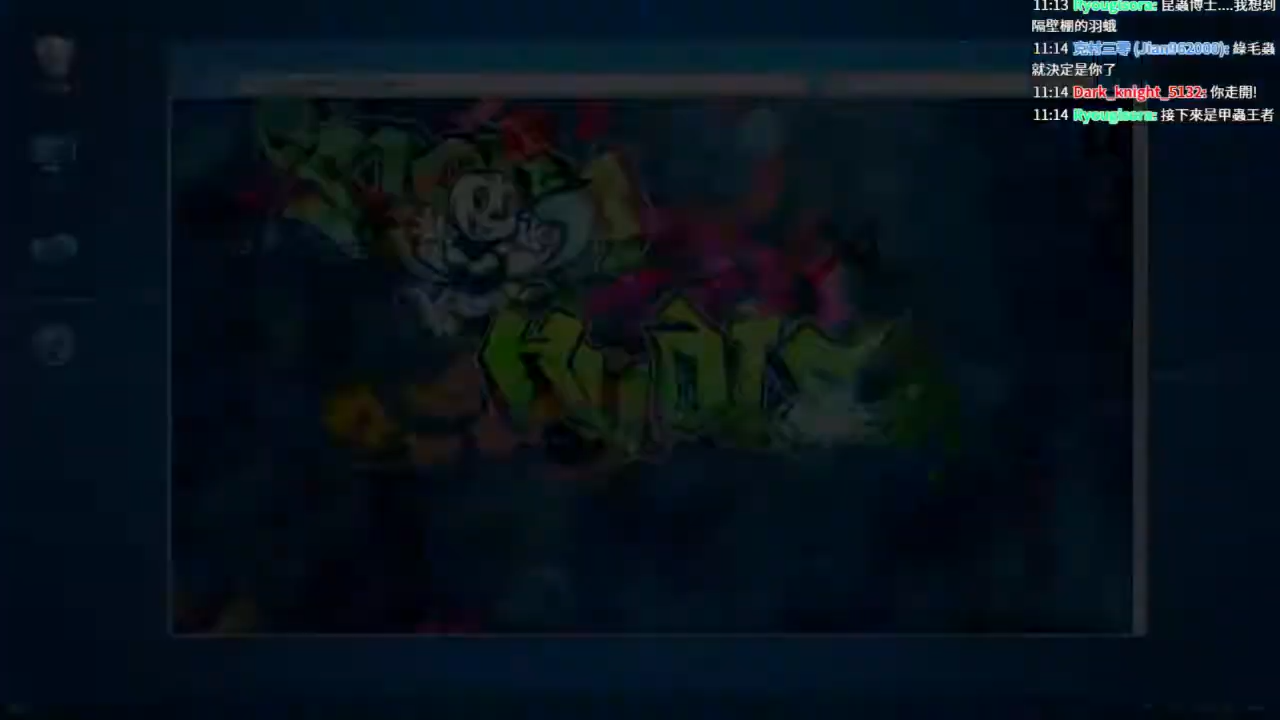 11:13 Ryougisora: 昆蟲博士....我想到
隔壁棚的羽蛾
11:14 克村三零 (Jian962000): 綠毛蟲
就決定是你了
11:14 Dark_knight_5132: 你走開!
11:14 Ryougisora: 接下來是甲蟲王者